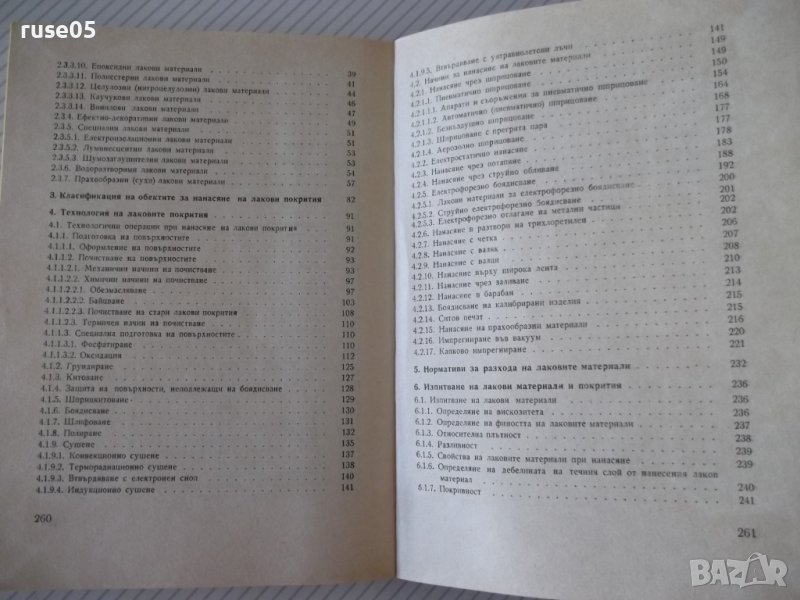 ruse05
2.3.3.10. Епоксидни лакови материали 39
2.3.3.11. Полиестерни лакови материали 41
2.3.3.12. Целулозни (нитроцелулозни) лакови материали 44
2.3.3.13. Каучукови лакови материали 46
2.3.3.14. Винилови лакови материали 47
2.3.4. Ефектно-декоративни лакови материали 49
2.3.5. Специални лакови материали 51
2.3.5.1. Електроизолационни лакови материали 51
2.3.5.2. Луминесцентни лакови материали 52
2.3.5.3. Шумозаглушителни лакови материали 53
2.3.6. Водоразтворими лакови материали 54
2.3.7. Прахообразни (сухи) лакови материали 57
3. Класификация на обектите за нанасяне на лакови покрития 82
4. Технология на лаковите покрития 91
4.1. Технологични операции при нанасяне на лакови покрития 91
4.1.1. Подготовка на повърхностите 91
4.1.1.1. Оформление на повърхностите 92
4.1.1.2. Почистване на повърхностите 93
4.1.1.2.1. Механични начини на почистване 93
4.1.1.2.2. Химични начини на почистване 97
4.1.1.2.2.1. Обезмасляване 97
4.1.1.2.2.2. Байцване 103
4.1.1.2.2.3. Почистване на стари лакови покрития 108
4.1.1.2.3. Термичен начин на почистване 110
4.1.1.3. Специална подготовка на повърхностите 110
4.1.1.3.1. Фосфатиране 110
4.1.1.3.2. Оксидация 112
4.1.2. Грундиране 125
4.1.3. Китоване 127
4.1.4. Защита на повърхности, неподлежащи на боядисване 128
4.1.5. Шприцкитоване 129
4.1.6. Боядисване 130
4.1.7. Шлифоване 131
4.1.8. Полиране 132
4.1.9. Сушене 135
4.1.9.1. Конвекционно сушене 137
4.1.9.2. Терморадиационно сушене 138
4.1.9.3. Втвърдяване с електронен сноп 140
4.1.9.4. Индукционно сушене 141
260
4.1.9.5. Втвърдяване с ултравиолетови лъчи 141
4.2. Начини за нанасяне на лаковите материали 149
4.2.1. Нанасяне чрез шприцоване 149
4.2.1.1. Пневматично шприцоване 150
4.2.1.1.1. Апарати и съоръжения за пневматично шприцоване 154
4.2.1.1.2. Автоматично (пневматично) шприцоване 164
4.2.1.2. Безвъздушно шприцоване 168
4.2.1.3. Шприцоване с прегрята пара 177
4.2.1.4. Аерозолно шприцоване 177
4.2.2. Електростатично нанасяне 178
4.2.3. Нанасяне чрез потапяне 183
4.2.4. Нанасяне чрез струйно обливане 188
4.2.5. Електрофорезно боядисване 192
4.2.5.1. Лакови материали за електрофорезно боядисване 200
4.2.5.2. Струйно електрофорезно боядисване 201
4.2.5.3. Електрофорезно отлагане на метални частици 202
4.2.6. Нанасяне в разтвори на трихлоретилен 202
4.2.7. Нанасяне с четка 206
4.2.8. Нанасяне с валяк 207
4.2.9. Нанасяне с валци 208
4.2.10. Нанасяне върху широка лента 210
4.2.11. Нанасяне чрез заливане 213
4.2.12. Нанасяне в барабан 214
4.2.13. Боядисване на калибрирани изделия 215
4.2.14. Ситов печат 215
4.2.15. Нанасяне на прахообразни материали 216
4.2.16. Импрегниране във вакуум 220
4.2.17. Капково импрегниране 221
5. Нормативи за разхода на лаковите материали 232
6. Изпитване на лакови материали и покрития 236
6.1. Изпитване на лакови материали 236
6.1.1. Определяне на вискозитета 236
6.1.2. Определяне на фиността на лаковите материали 237
6.1.3. Относителна плътност 238
6.1.4. Разливност 238
6.1.5. Свойства на лаковите материали при нанасяне 239
6.1.6. Определяне на дебелината на течния слой от нанесения лаков 239
материал 240
6.1.7. Покривност 241
261
BAZAR
bazar.bg